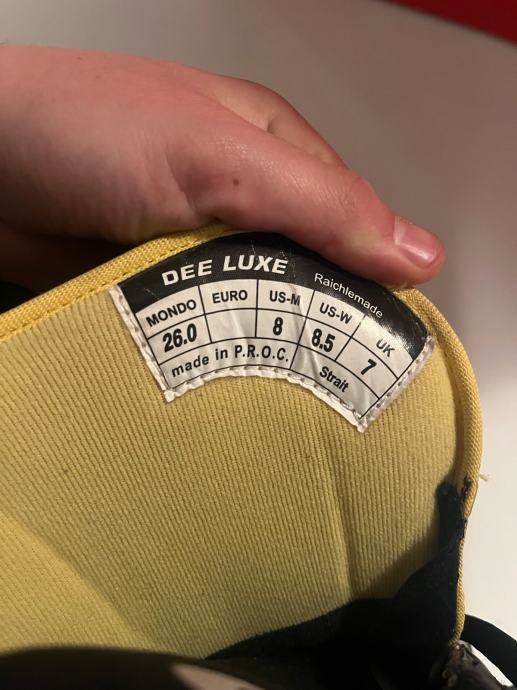 DEE LUXE Raichlemade
MONDO EURO US-M US-W UK
26.0 8 8.5 7
made in P.R.O.C. Strait